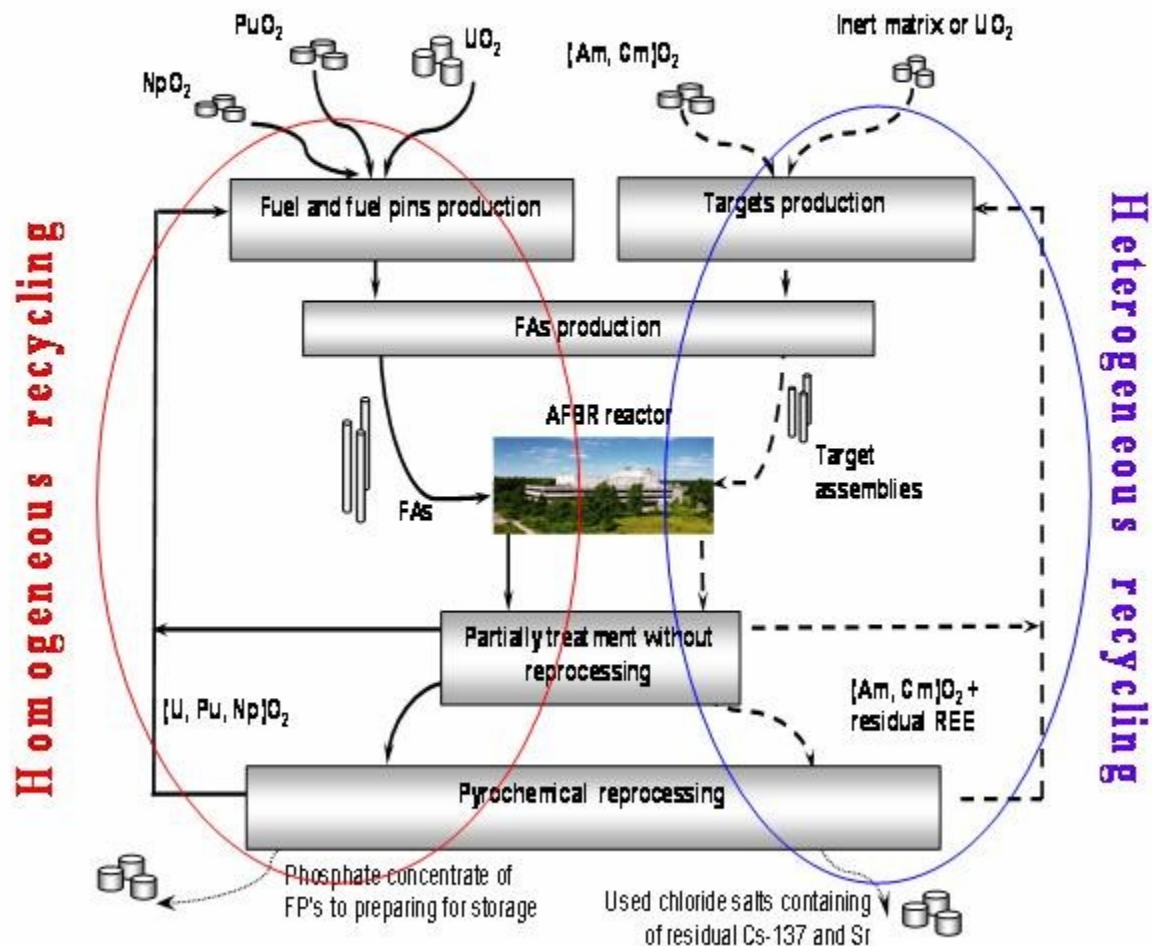 PuO2
UO2
NpO2
Inert matrix or UO2
(Am, Cm)O2
Fuel and fuel pins production
Targets production
FAs production
AFBR reactor
FAs
Target
assemblies
Partially treatment without
reprocessing
(U, Pu, Np)O2
(Am, Cm)O2 +
residual REE
Pyrochemical reprocessing
Phosphate concentrate of
FP's to preparing for storage
Used chloride salts containing
of residual Cs-137 and Sr
Homogeneous recycling
Heterogeneous recycling